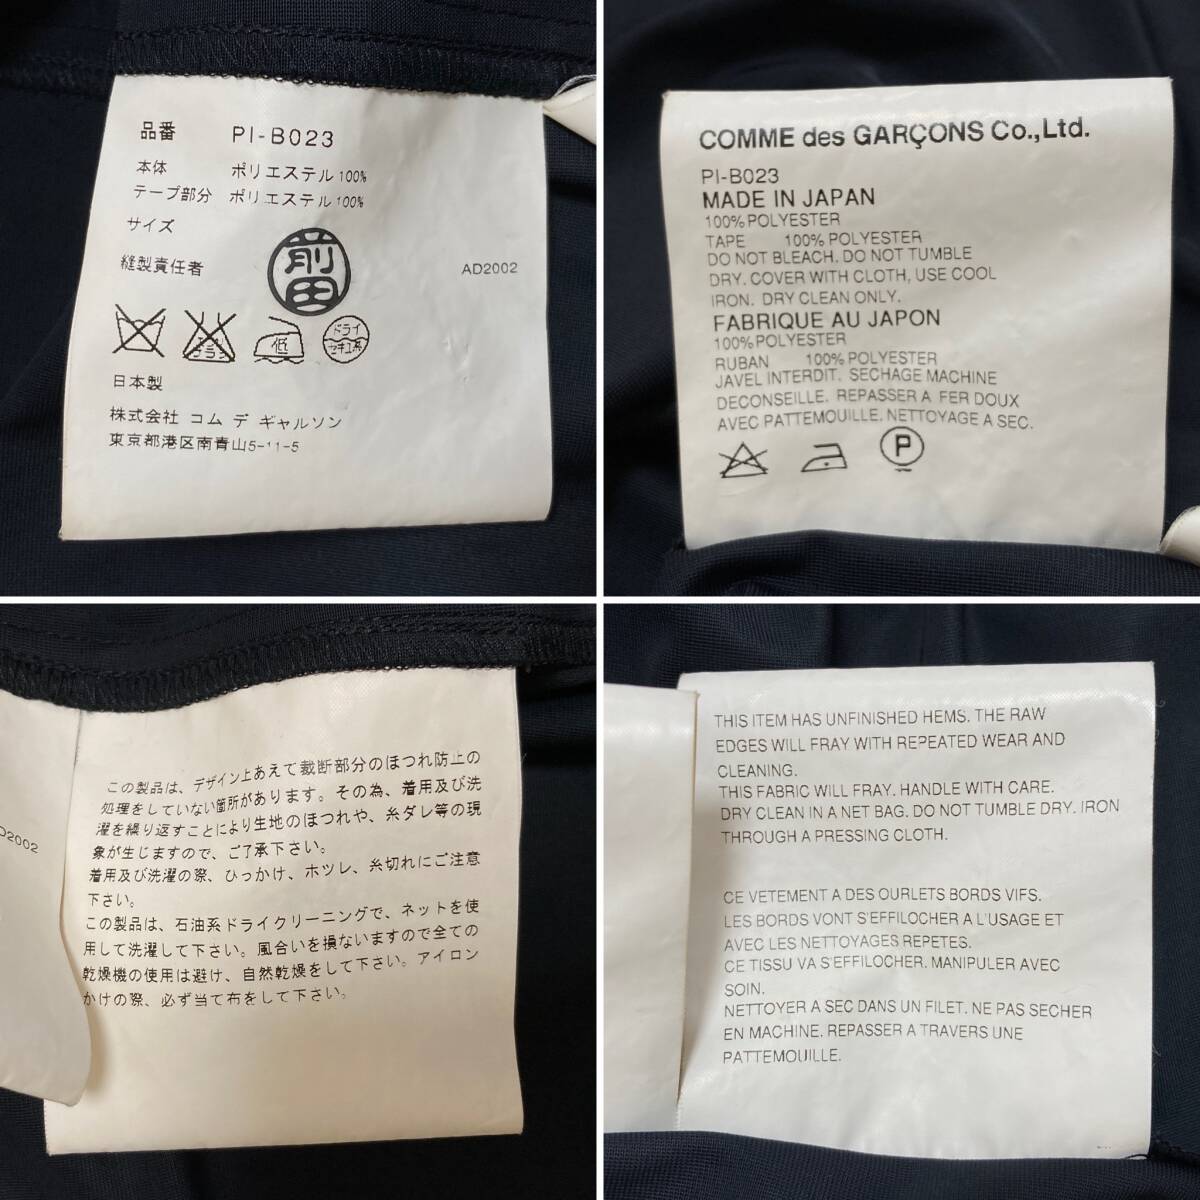 品番 PI-B023
本体 ポリエステル100%
テープ部分 ポリエステル100%
サイズ
縫製責任者 前田 AD2002
低 ドライ セキユ系
日本製
株式会社 コム デ ギャルソン
東京都港区南青山5-11-5
COMME des GARÇONS Co.,Ltd.
PI-B023
MADE IN JAPAN
100% POLYESTER
TAPE 100% POLYESTER
DO NOT BLEACH. DO NOT TUMBLE
DRY. COVER WITH CLOTH, USE COOL
IRON. DRY CLEAN ONLY.
FABRIQUE AU JAPON
100% POLYESTER
RUBAN 100% POLYESTER
JAVEL INTERDIT. SECHAGE MACHINE
DECONSEILLE. REPASSER A FER DOUX
AVEC PATTEMOUILLE. NETTOYAGE A SEC.
P
この製品は、デザイン上あえて裁断部分のほつれ防止の
処理をしていない箇所があります。その為、着用及び洗
濯を繰り返すことにより生地のほつれや、糸ダレ等の現
象が生じますので、ご了承下さい。
着用及び洗濯の際、ひっかけ、ホツレ、糸切れにご注意
下さい。
この製品は、石油系ドライクリーニングで、ネットを使
用して洗濯して下さい。風合いを損ないますので全ての
乾燥機の使用は避け、自然乾燥をして下さい。アイロン
かけの際、必ず当て布をして下さい。
D2002
THIS ITEM HAS UNFINISHED HEMS. THE RAW
EDGES WILL FRAY WITH REPEATED WEAR AND
CLEANING.
THIS FABRIC WILL FRAY. HANDLE WITH CARE.
DRY CLEAN IN A NET BAG. DO NOT TUMBLE DRY. IRON
THROUGH A PRESSING CLOTH.
CE VETEMENT A DES OURLETS BORDS VIFS.
LES BORDS VONT S'EFFILOCHER A L'USAGE ET
AVEC LES NETTOYAGES REPETES.
CE TISSU VA S'EFFILOCHER. MANIPULER AVEC
SOIN.
NETTOYER A SEC DANS UN FILET. NE PAS SECHER
EN MACHINE. REPASSER A TRAVERS UNE
PATTEMOUILLE.